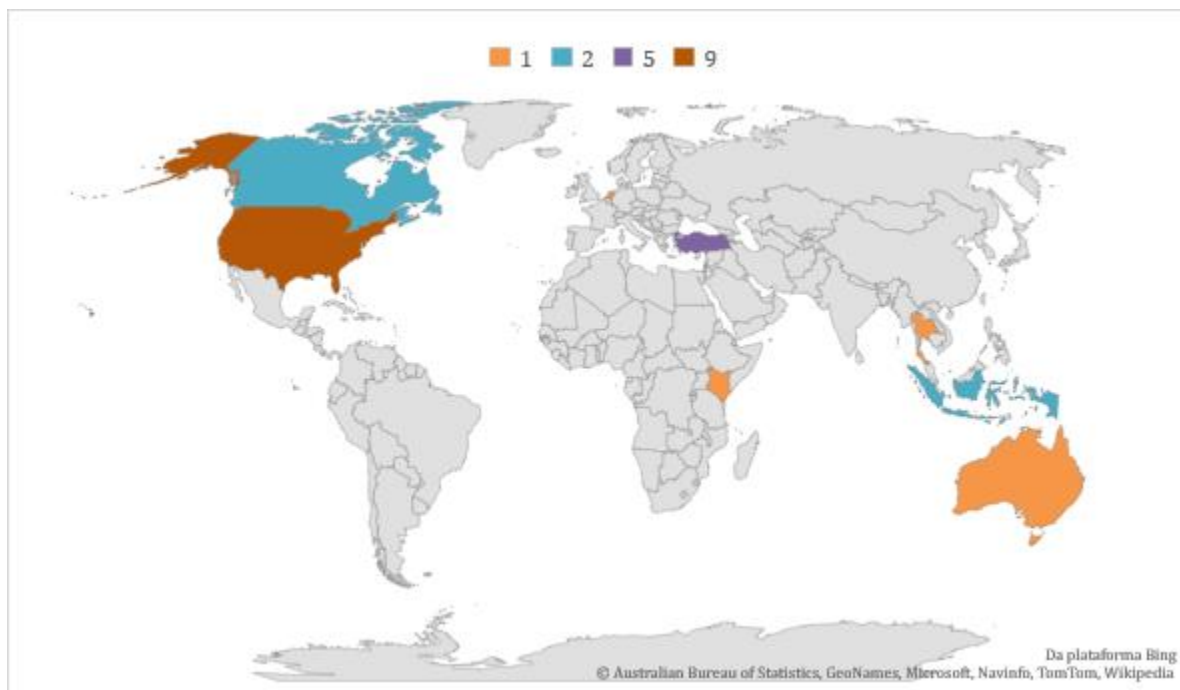 1 2 5 9
Da plataforma Bing
© Australian Bureau of Statistics, GeoNames, Microsoft, Navinfo, TomTom, Wikipedia